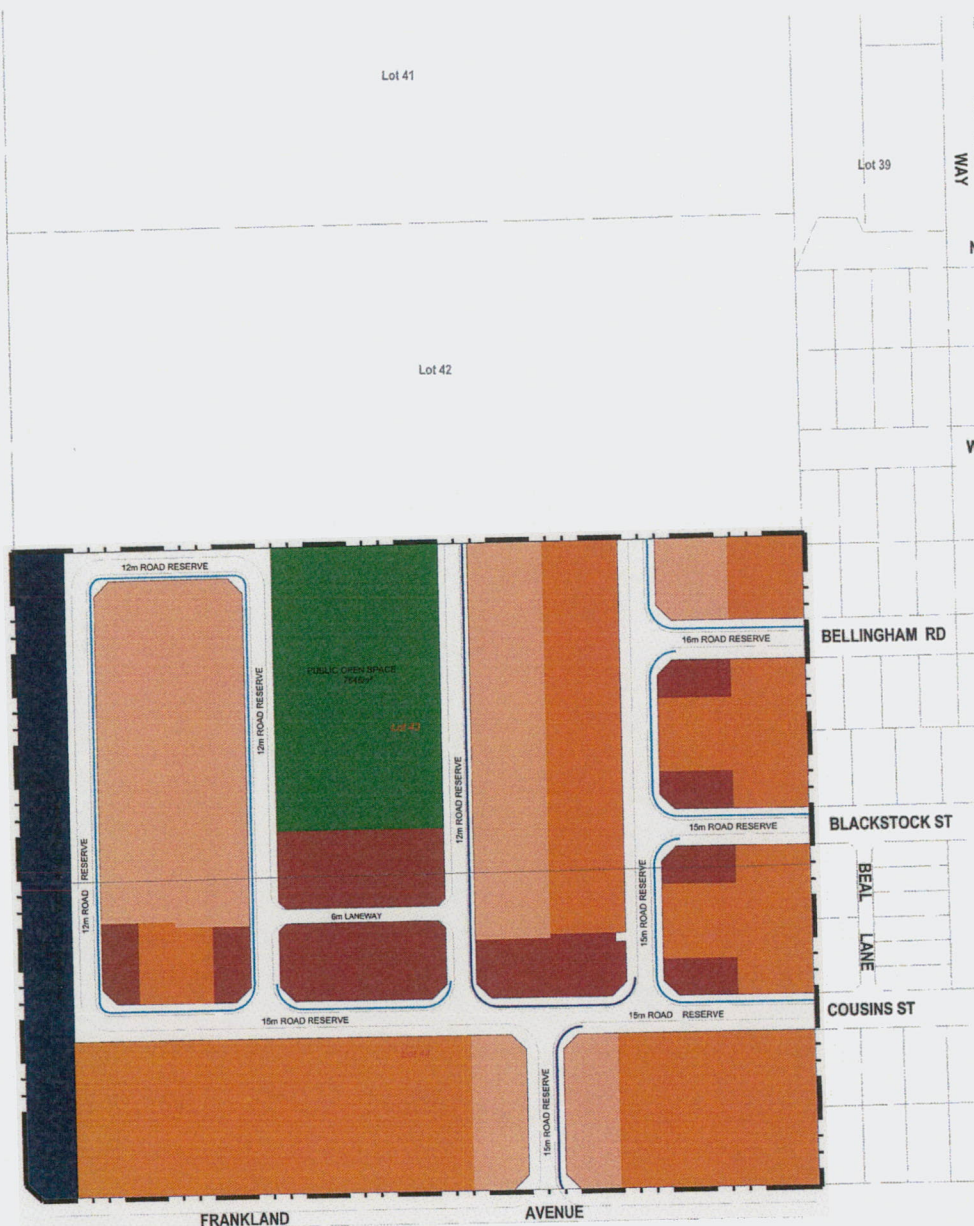 Lot 41
Lot 39
WAY
Lot 42
12m ROAD RESERVE
16m ROAD RESERVE
BELLINGHAM RD
PUBLIC OPEN SPACE
12m ROAD RESERVE
12m ROAD RESERVE
15m ROAD RESERVE
BLACKSTOCK ST
12m ROAD RESERVE
15m ROAD RESERVE
BEAL LANE
6m LANEWAY
15m ROAD RESERVE
15m ROAD RESERVE
COUSINS ST
Lot 44
15m ROAD RESERVE
FRANKLAND AVENUE